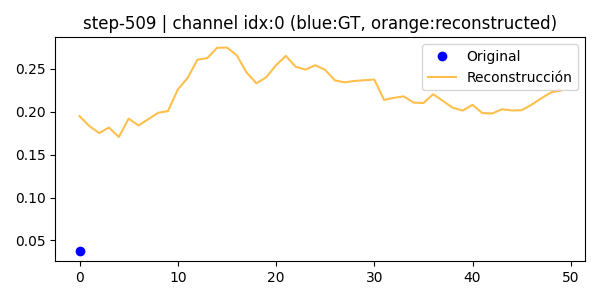 step-509 | channel idx:0 (blue:GT, orange:reconstructed)
Original
Reconstrucción
0.25
0.20
0.15
0.10
0.05
0 10 20 30 40 50